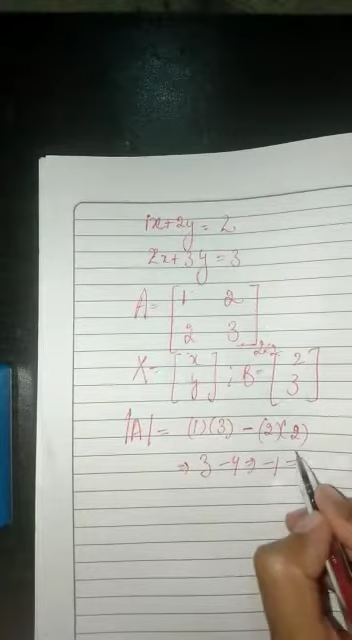 1x+2y=2
2x+3y=3
A= [1 2
2 3] 2x2
X= [x
y] ; B= [2
3]
|A| = (1)(3) - (2)(2)
⇒ 3-4 ⇒ -1 =